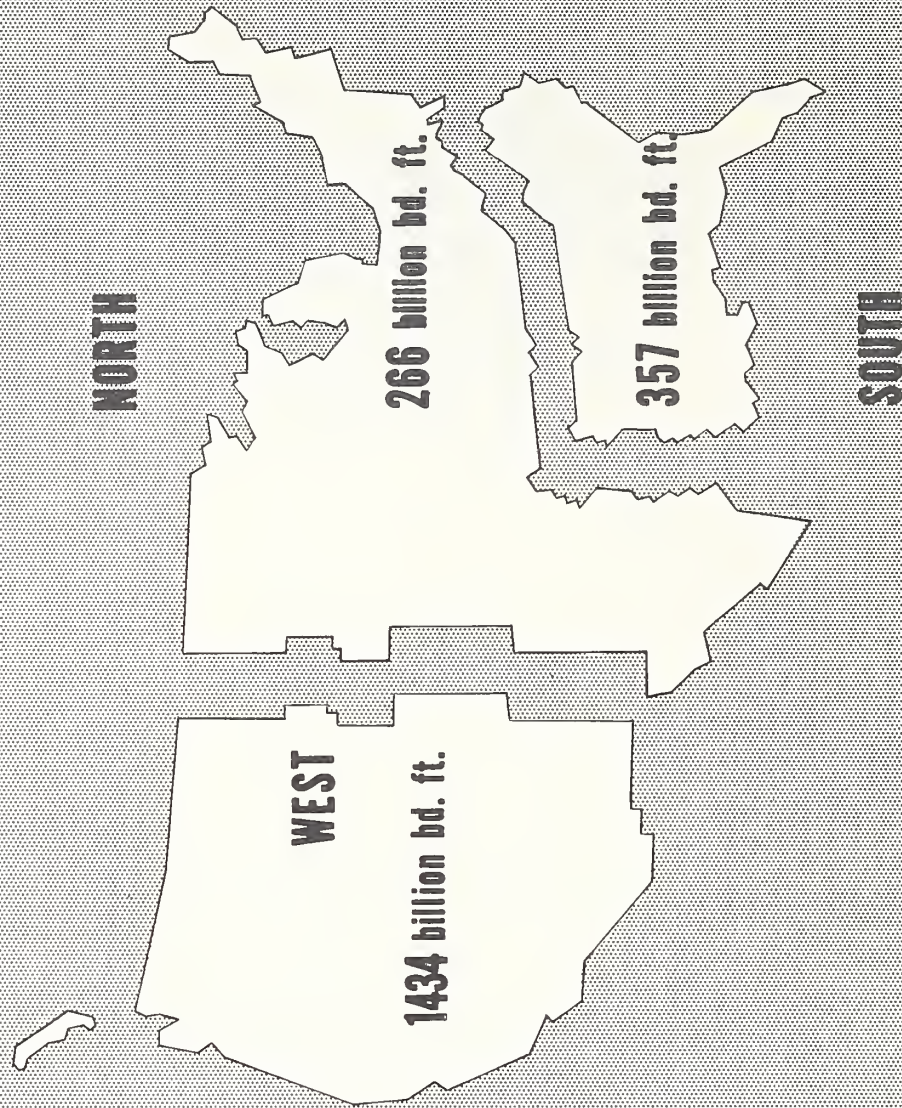 NORTH
WEST
1434 billion bd. ft.
266 billion bd. ft.
357 billion bd. ft.
SOUTH